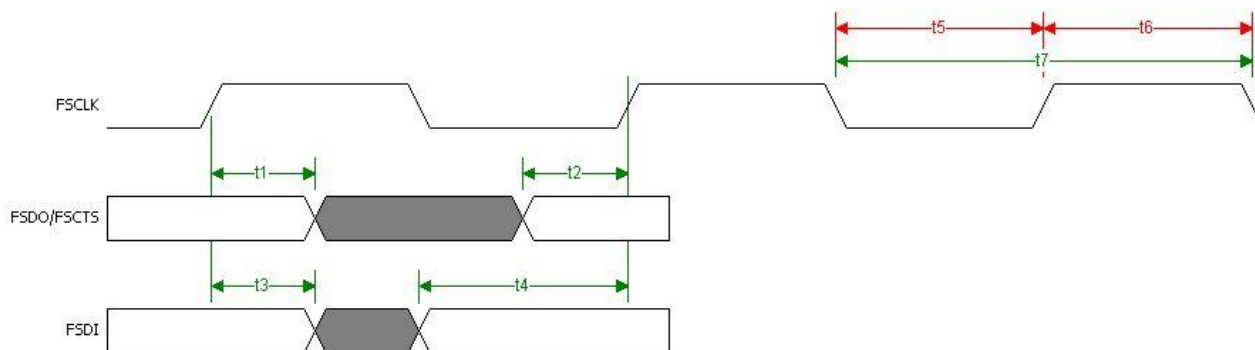 t5
t6
t7
FSCLK
t1
t2
FSDO/FSCTS
t3
t4
FSDI